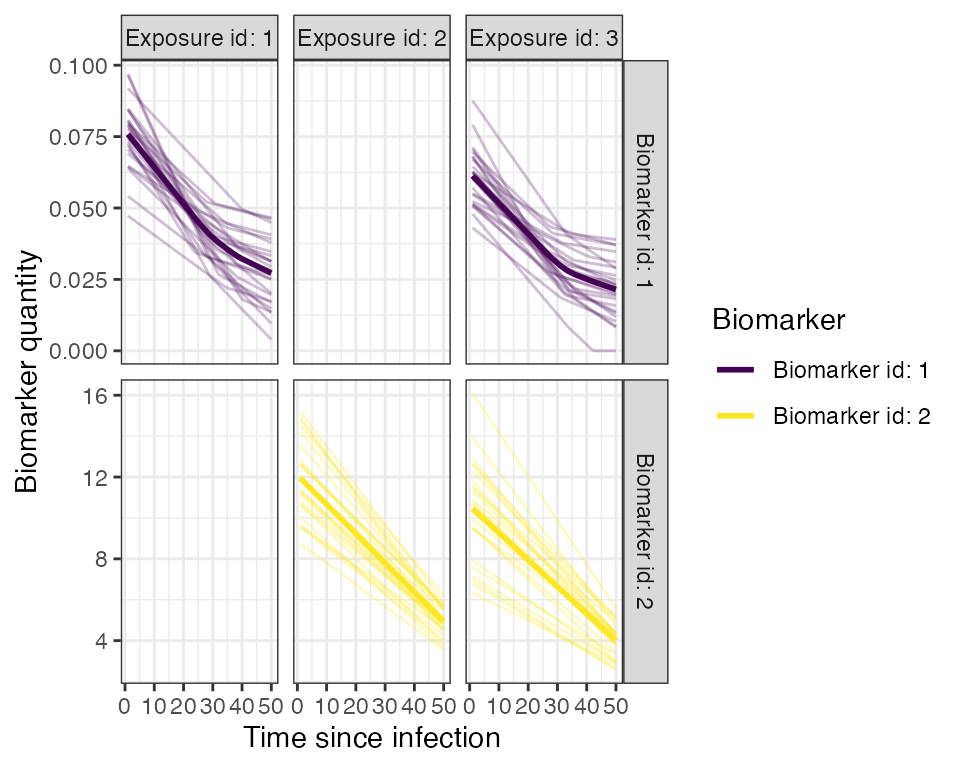 Exposure id: 1
Exposure id: 2
Exposure id: 3
0.100
0.075
0.050
0.025
0.000
Biomarker id: 1
16
12
8
4
Biomarker id: 2
0 10 20 30 40 50
0 10 20 30 40 50
0 10 20 30 40 50
Time since infection
Biomarker quantity
Biomarker
Biomarker id: 1
Biomarker id: 2